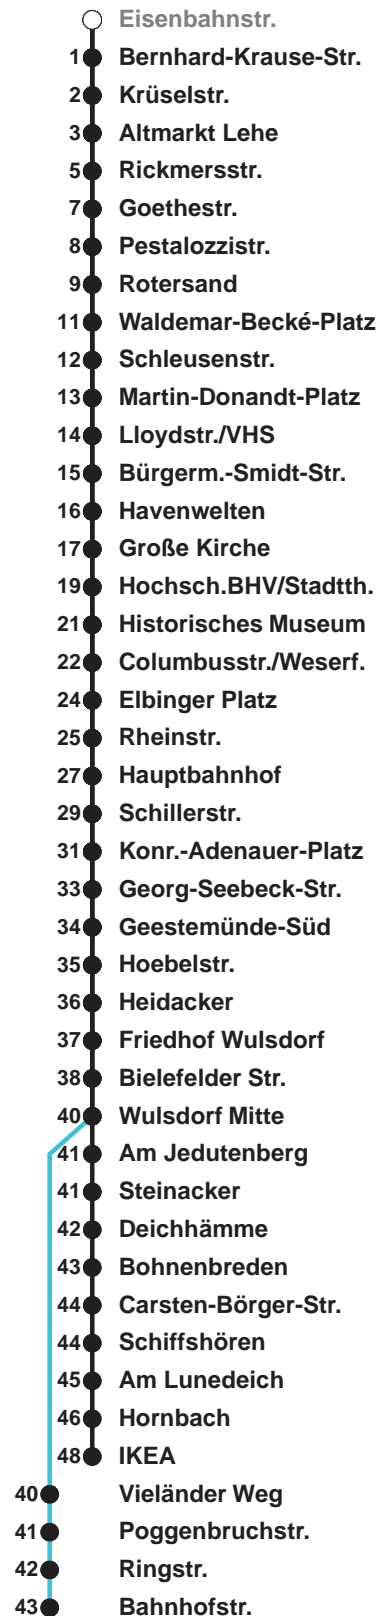 Eisenbahnstr.
1 Bernhard-Krause-Str.
2 Krüselstr.
3 Altmarkt Lehe
5 Rickmersstr.
7 Goethestr.
8 Pestalozzistr.
9 Rotersand
11 Waldemar-Becké-Platz
12 Schleusenstr.
13 Martin-Donandt-Platz
14 Lloydstr./VHS
15 Bürgerm.-Smidt-Str.
16 Havenwelten
17 Große Kirche
19 Hochsch.BHV/Stadtth.
21 Historisches Museum
22 Columbusstr./Weserf.
24 Elbinger Platz
25 Rheinstr.
27 Hauptbahnhof
29 Schillerstr.
31 Konr.-Adenauer-Platz
33 Georg-Seebeck-Str.
34 Geestemünde-Süd
35 Hoebelstr.
36 Heidacker
37 Friedhof Wulsdorf
38 Bielefelder Str.
40 Wulsdorf Mitte
41 Am Jedutenberg
41 Steinacker
42 Deichhämme
43 Bohnenbreden
44 Carsten-Börger-Str.
44 Schiffshören
45 Am Lunedeich
46 Hornbach
48 IKEA
40 Vieländer Weg
41 Poggenbruchstr.
42 Ringstr.
43 Bahnhofstr.